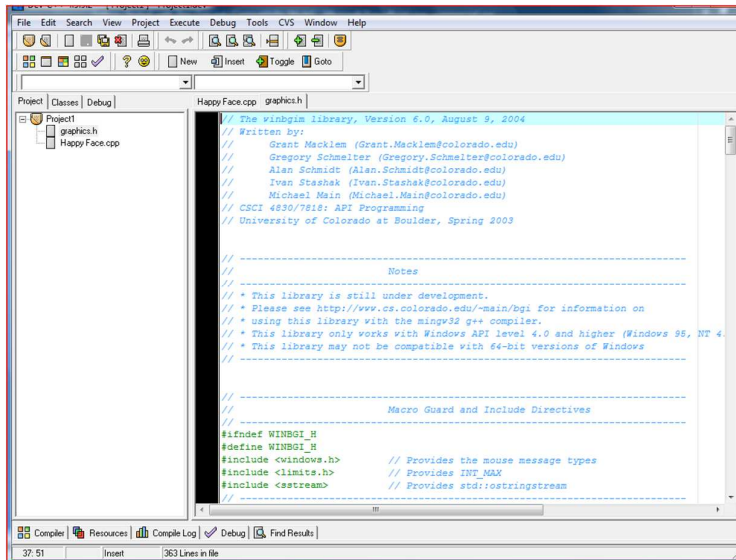 File Edit Search View Project Execute Debug Tools CVS Window Help
New Insert Toggle Goto
Project Classes Debug
Happy Face.cpp graphics.h
Project1
graphics.h
Happy Face.cpp
// The winbgim library, Version 6.0, August 9, 2004
// Written by:
// Grant Macklem (Grant.Macklem@colorado.edu)
// Gregory Schmelter (Gregory.Schmelter@colorado.edu)
// Alan Schmidt (Alan.Schmidt@colorado.edu)
// Ivan Stashak (Ivan.Stashak@colorado.edu)
// Michael Main (Michael.Main@colorado.edu)
// CSCI 4830/7818: API Programming
// University of Colorado at Boulder, Spring 2003
// ---------------------------------------------------------------------------
// Notes
// ---------------------------------------------------------------------------
// * This library is still under development.
// * Please see http://www.cs.colorado.edu/~main/bgi for information on
// * using this library with the mingw32 g++ compiler.
// * This library only works with Windows API level 4.0 and higher (Windows 95, NT 4.
// * This library may not be compatible with 64-bit versions of Windows
// ---------------------------------------------------------------------------
// ---------------------------------------------------------------------------
// Macro Guard and Include Directives
// ---------------------------------------------------------------------------
#ifndef WINBGI_H
#define WINBGI_H
#include <windows.h> // Provides the mouse message types
#include <limits.h> // Provides INT_MAX
#include <sstream> // Provides std::ostringstream
// ---------------------------------------------------------------------------
Compiler Resources Compile Log Debug Find Results
37: 51 Insert 363 Lines in file